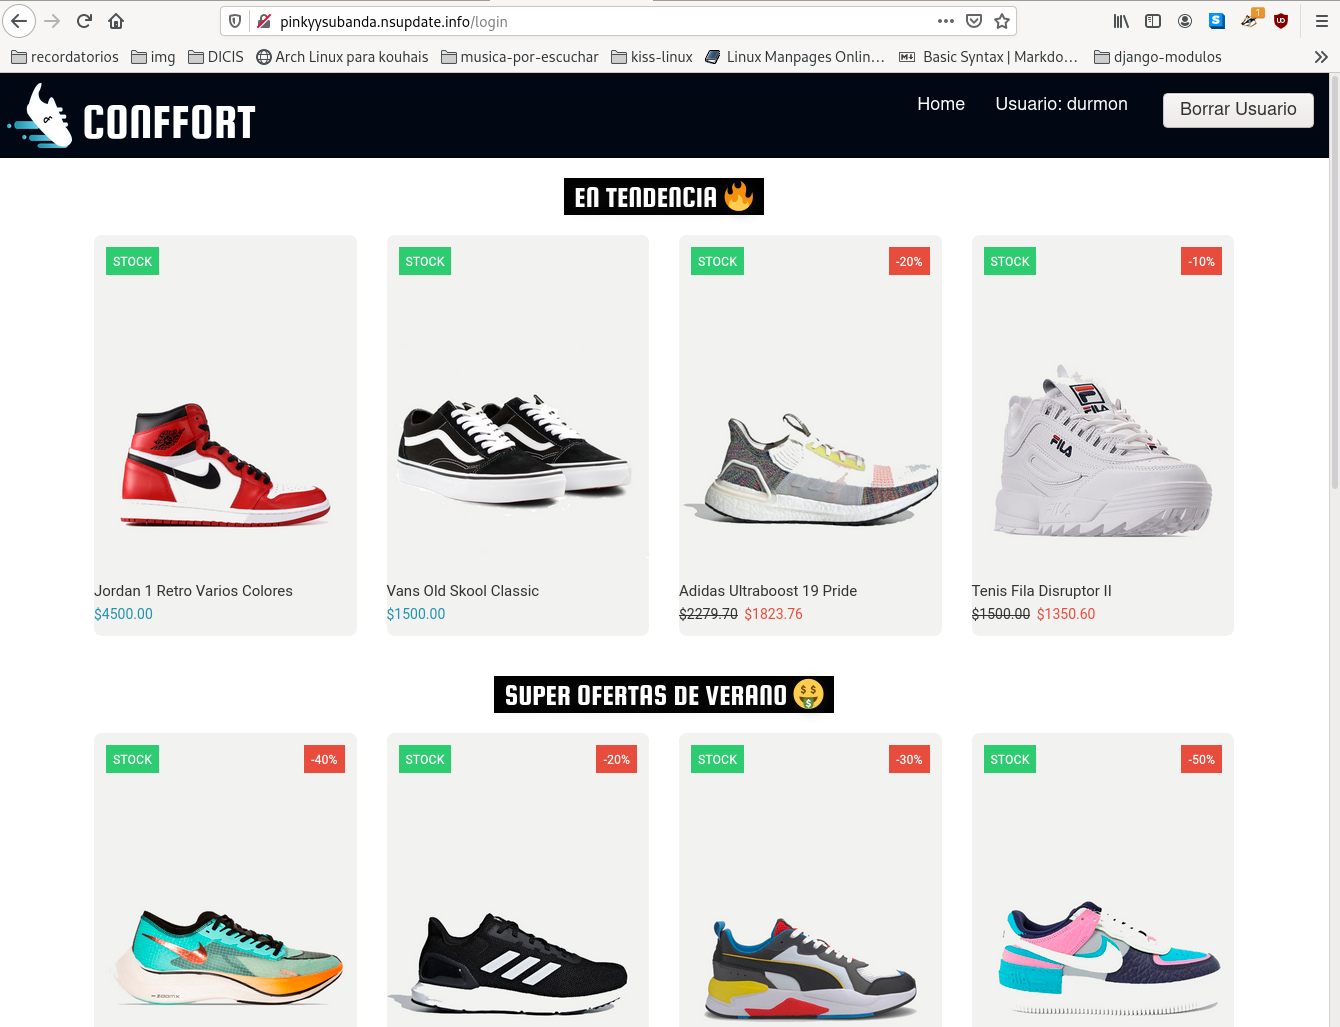 pinkyysubanda.nsupdate.info/login
1
recordatorios
img
DICIS
Arch Linux para kouhais
musica-por-escuchar
kiss-linux
Linux Manpages Onlin…
Basic Syntax | Markdo…
django-modulos
CONFFORT
Home
Usuario: durmon
Borrar Usuario
EN TENDENCIA 🔥
STOCK
STOCK
STOCK
-20%
STOCK
-10%
FILA
FILA
Jordan 1 Retro Varios Colores
$4500.00
Vans Old Skool Classic
$1500.00
Adidas Ultraboost 19 Pride
$2279.70 $1823.76
Tenis Fila Disruptor II
$1500.00 $1350.60
SUPER OFERTAS DE VERANO 🤑
STOCK
-40%
STOCK
-20%
STOCK
-30%
STOCK
-50%